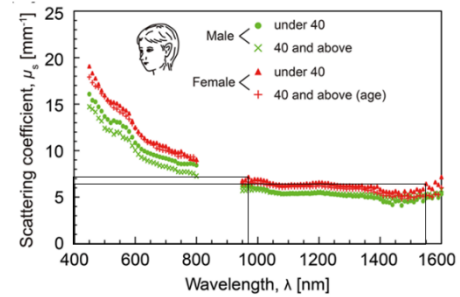 25
20
15
10
5
0
Scattering coefficient, μs [mm⁻¹]
Male
under 40
40 and above
Female
under 40
40 and above (age)
400 600 800 1000 1200 1400 1600
Wavelength, λ [nm]